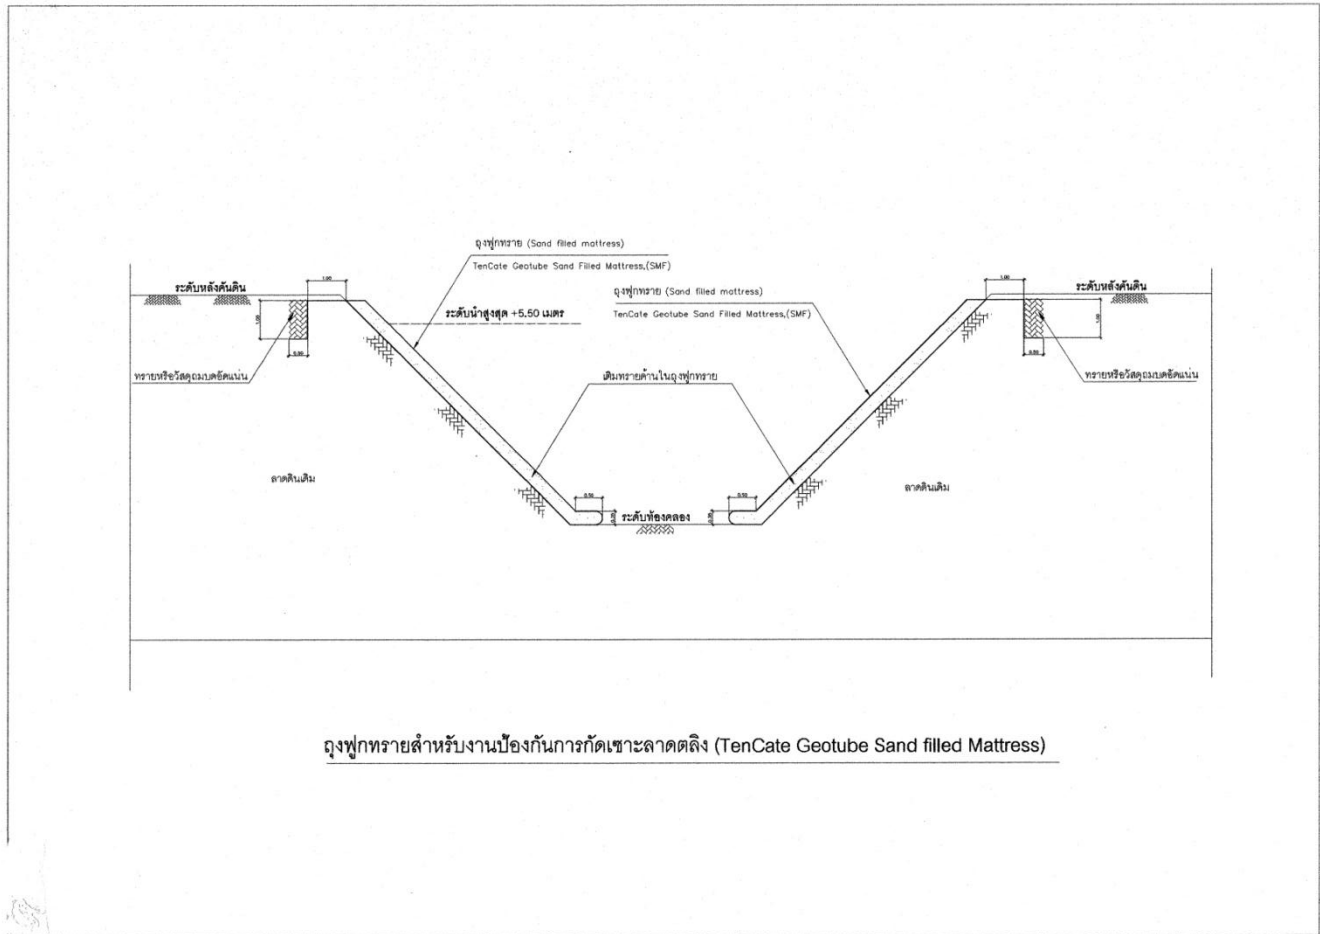 ถุงฟูกทราย (Sand filled mattress)
TenCate Geotube Sand Filled Mattress,(SMF)
ระดับหลังคันดิน
1.00
ระดับน้ำสูงสุด +5.50 เมตร
ถุงฟูกทราย (Sand filled mattress)
TenCate Geotube Sand Filled Mattress,(SMF)
1.00
ระดับหลังคันดิน
1.00
0.50
1.00
0.50
ทรายหรือวัสดุถมบดอัดแน่น
เติมทรายด้านในถุงฟูกทราย
ทรายหรือวัสดุถมบดอัดแน่น
ลาดดินเดิม
ลาดดินเดิม
0.50
ระดับท้องคลอง
0.50
ถุงฟูกทรายสำหรับงานป้องกันการกัดเซาะลาดตลิ่ง (TenCate Geotube Sand filled Mattress)